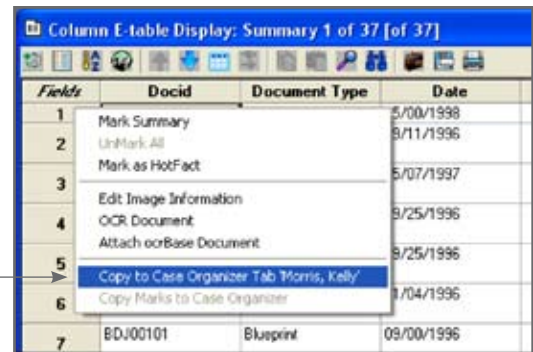 Column E-table Display: Summary 1 of 37 [of 37]
Fields Docid Document Type Date
1 5/00/1998
Mark Summary
2 UnMark All 9/11/1996
Mark as HotFact
3 5/07/1997
Edit Image Information
4 OCR Document 9/25/1996
Attach ocrBase Document
5 8/25/1996
Copy to Case Organizer Tab 'Morris, Kelly'
6 Copy Marks to Case Organizer 1/04/1996
7 BDJ00101 Blueprint 09/00/1996